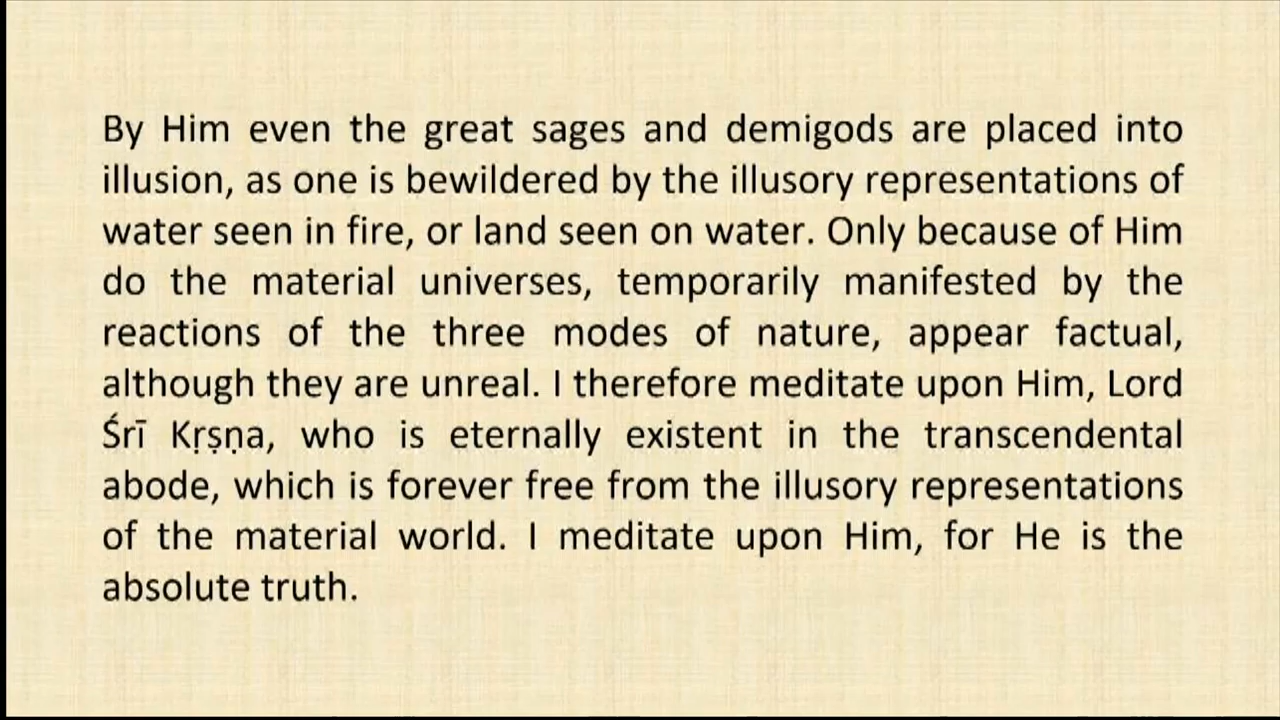 By Him even the great sages and demigods are placed into
illusion, as one is bewildered by the illusory representations of
water seen in fire, or land seen on water. Only because of Him
do the material universes, temporarily manifested by the
reactions of the three modes of nature, appear factual,
although they are unreal. I therefore meditate upon Him, Lord
Śrī Kṛṣṇa, who is eternally existent in the transcendental
abode, which is forever free from the illusory representations
of the material world. I meditate upon Him, for He is the
absolute truth.